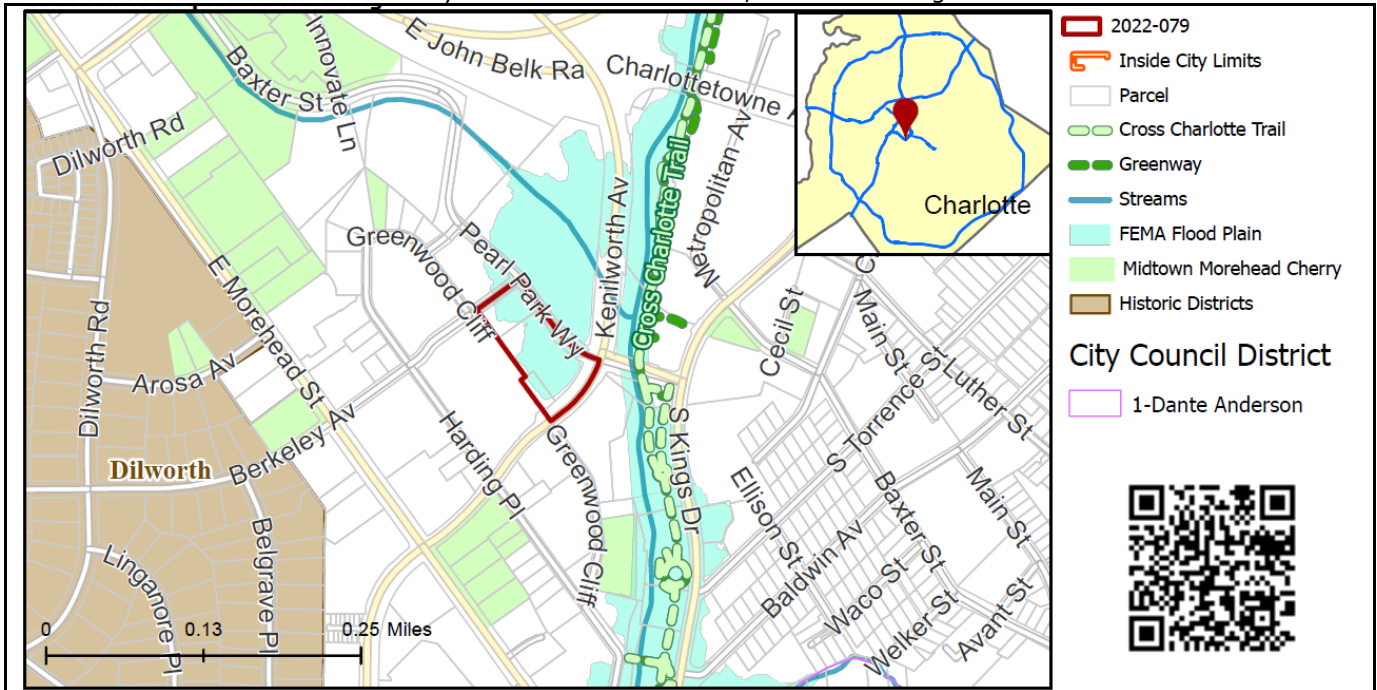 E John Belk Ra
Charlottetowne A
Innovate Ln
Baxter St
Dilworth Rd
Metropolitan Av
Cross Charlotte Trail
Kenilworth Av
Charlotte
Greenwood Cliff
Pearl Park Wy
E Morehead St
Dilworth Rd
Arosa Av
Cecil St
Main St
Luther St
S Torrence St
Berkeley Av
Harding Pl
Dilworth
S Kings Dr
Greenwood Cliff
Ellison St
Baxter St
Main St
Belgrave Pl
Linganore Pl
Baldwin Av
Waco St
Welker St
Avant St
0 0.13 0.25 Miles
2022-079
Inside City Limits
Parcel
Cross Charlotte Trail
Greenway
Streams
FEMA Flood Plain
Midtown Morehead Cherry
Historic Districts
City Council District
1-Dante Anderson